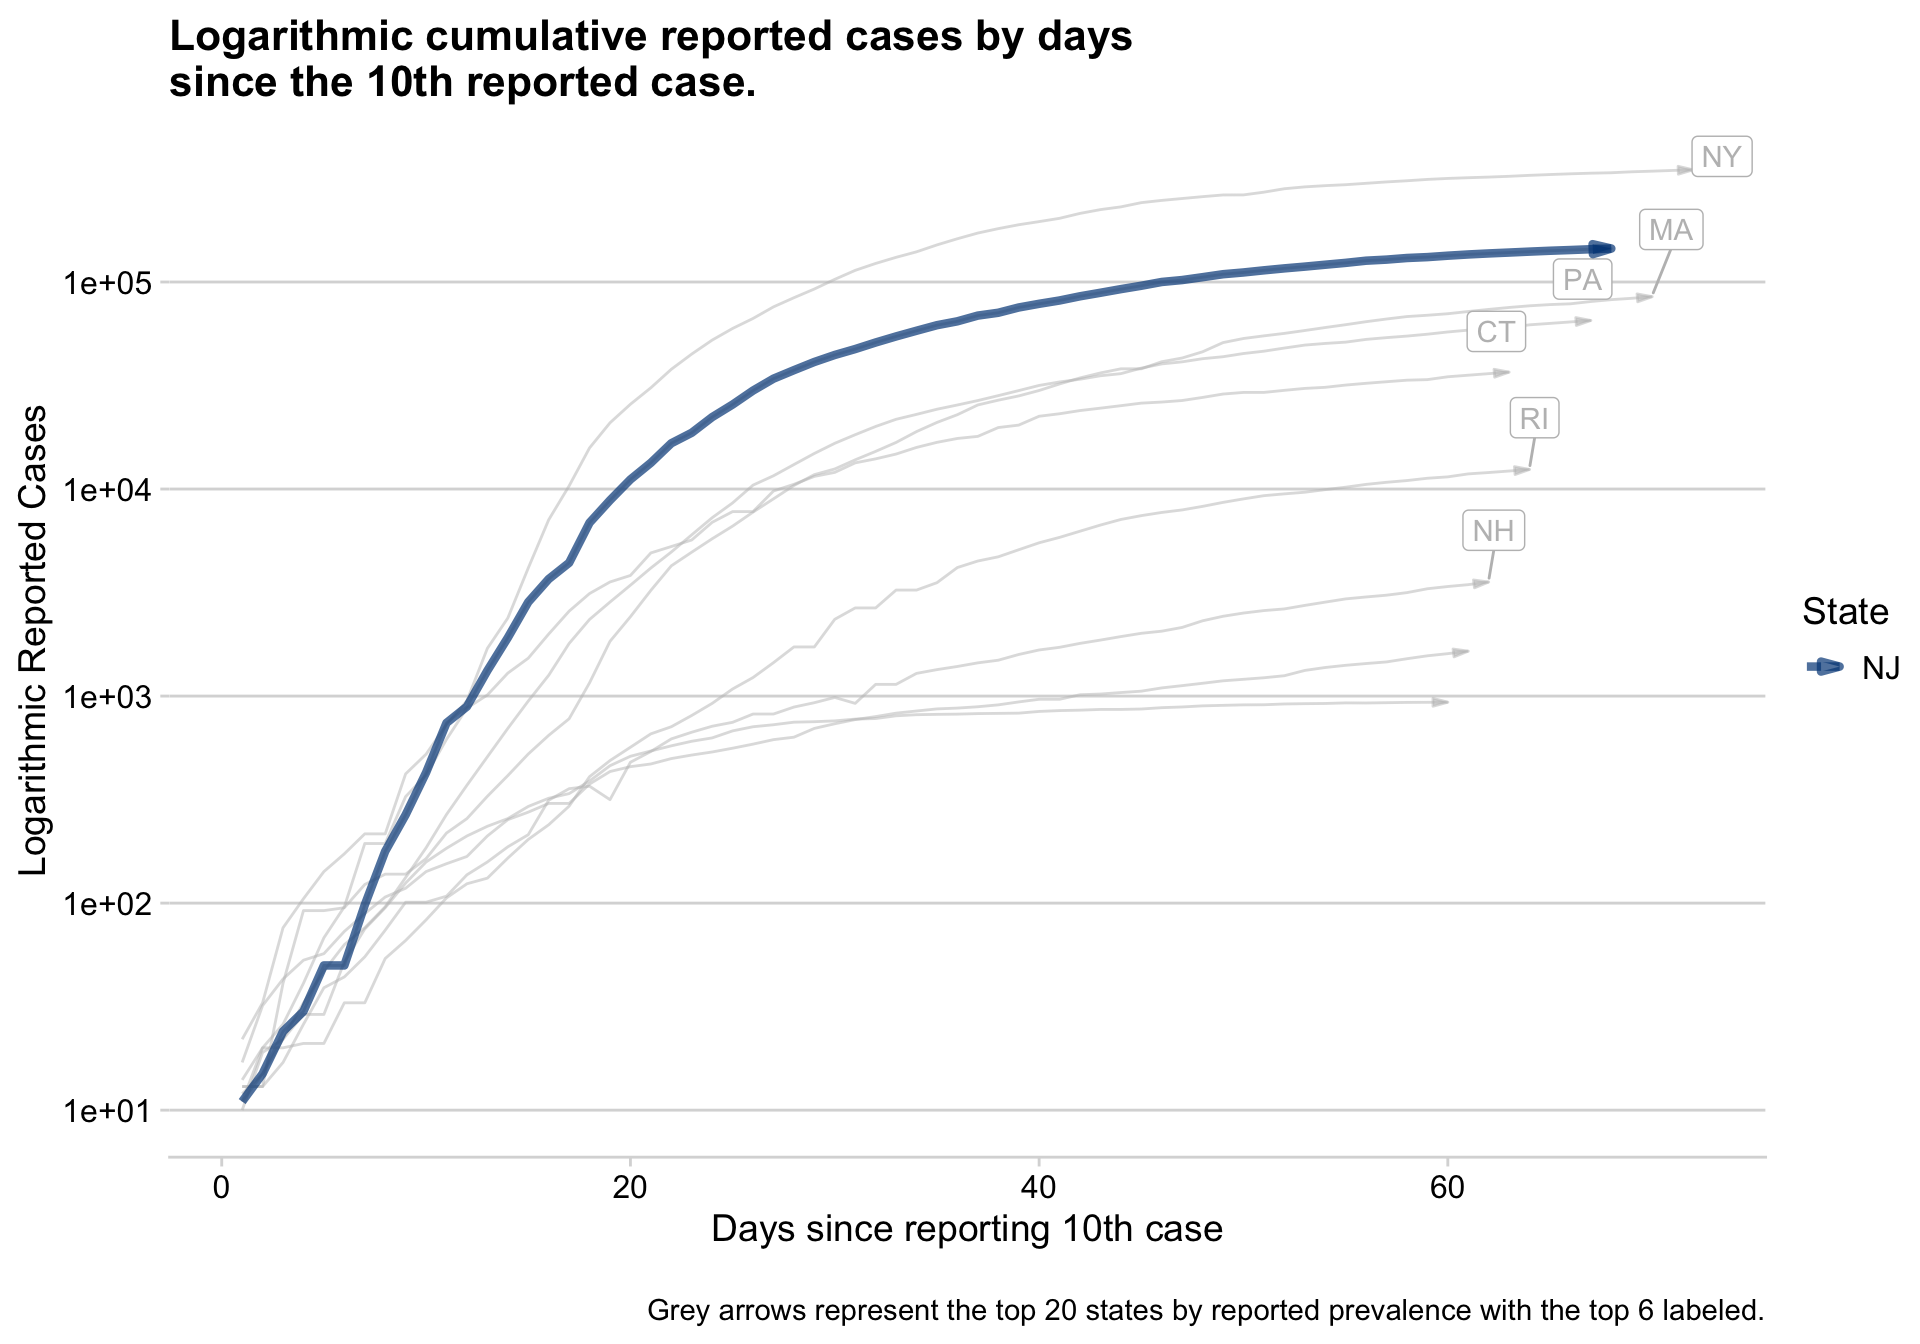 Logarithmic cumulative reported cases by days
since the 10th reported case.
NY
MA
PA
CT
RI
NH
1e+05
1e+04
1e+03
1e+02
1e+01
Logarithmic Reported Cases
0 20 40 60
Days since reporting 10th case
State
NJ
Grey arrows represent the top 20 states by reported prevalence with the top 6 labeled.